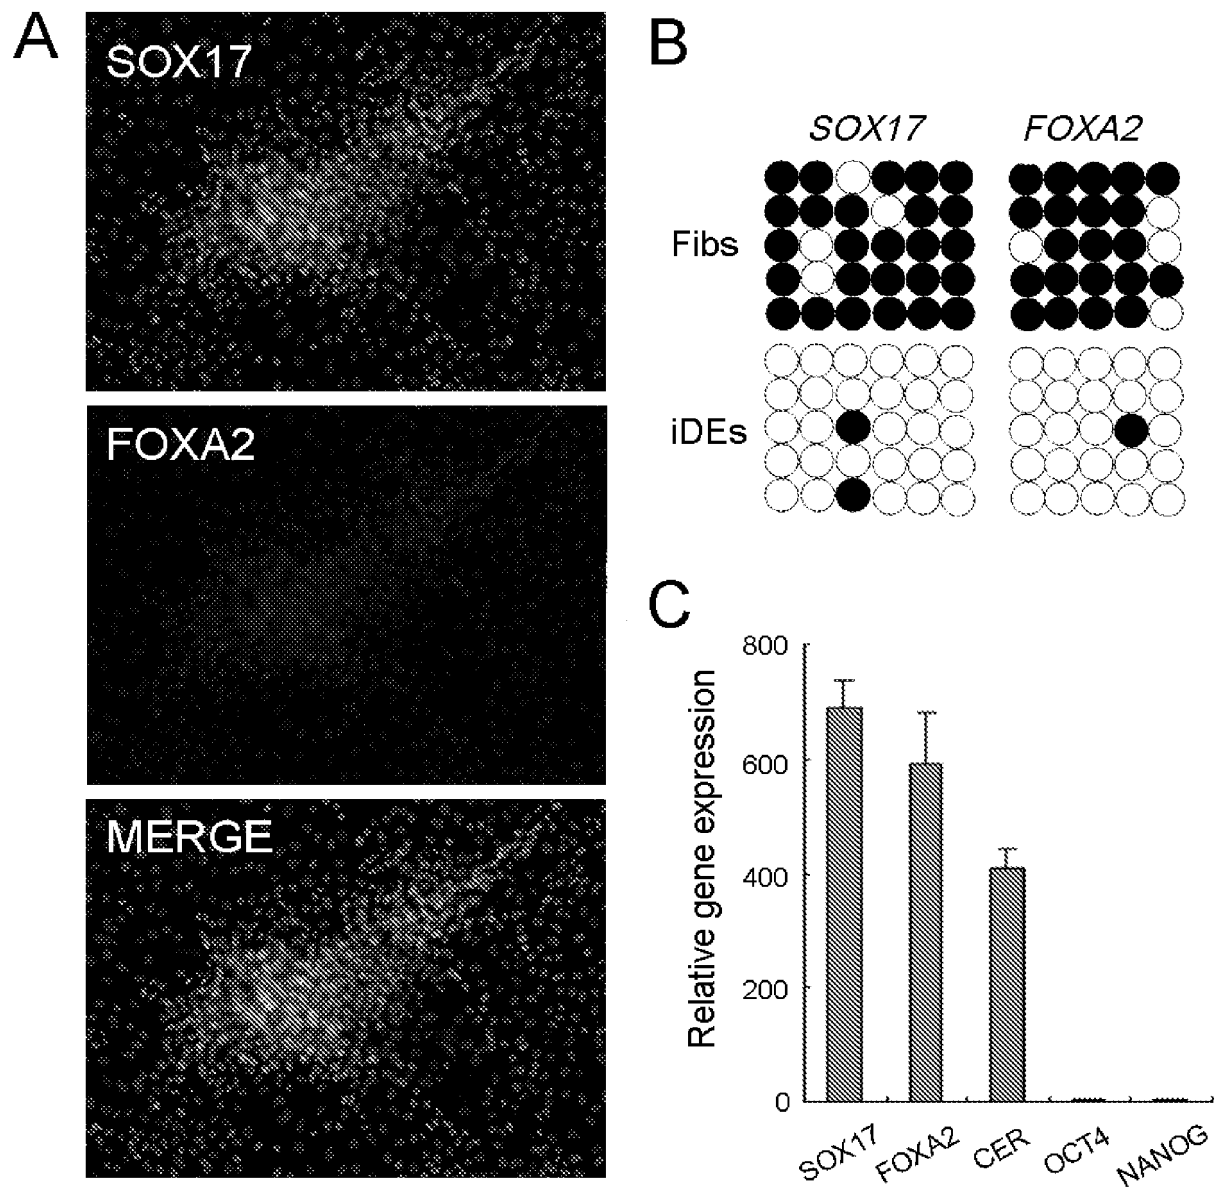 A
SOX17
FOXA2
MERGE
B
SOX17 FOXA2
Fibs
iDEs
C
Relative gene expression
800
600
400
200
0
SOX17 FOXA2 CER OCT4 NANOG